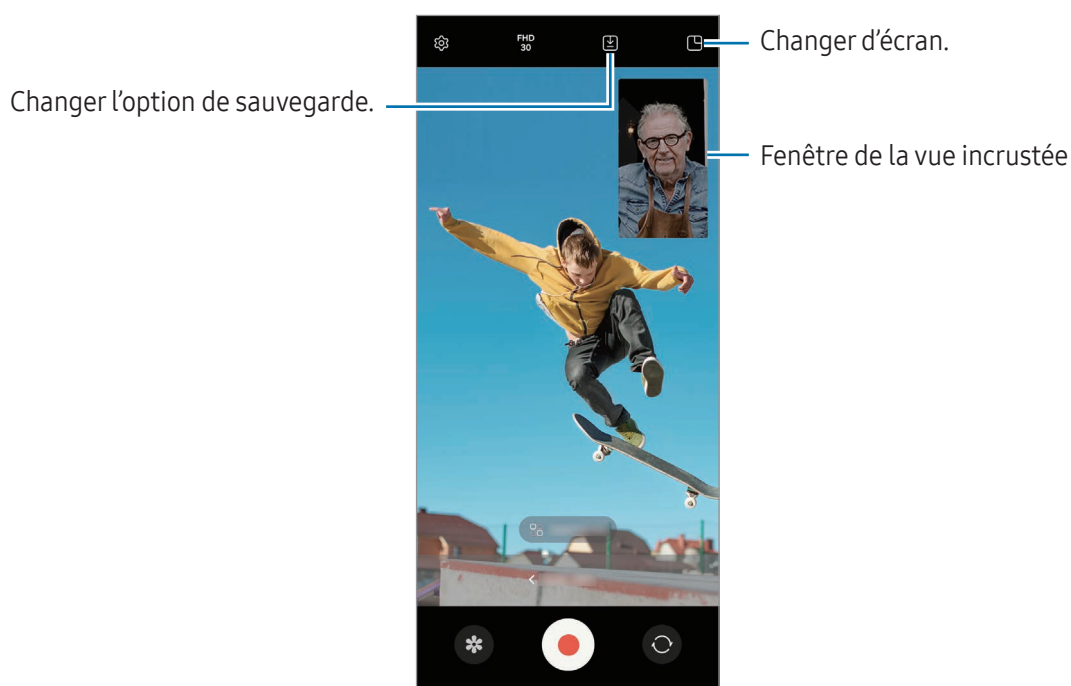 FHD
30
Changer d'écran.
Changer l'option de sauvegarde.
Fenêtre de la vue incrustée